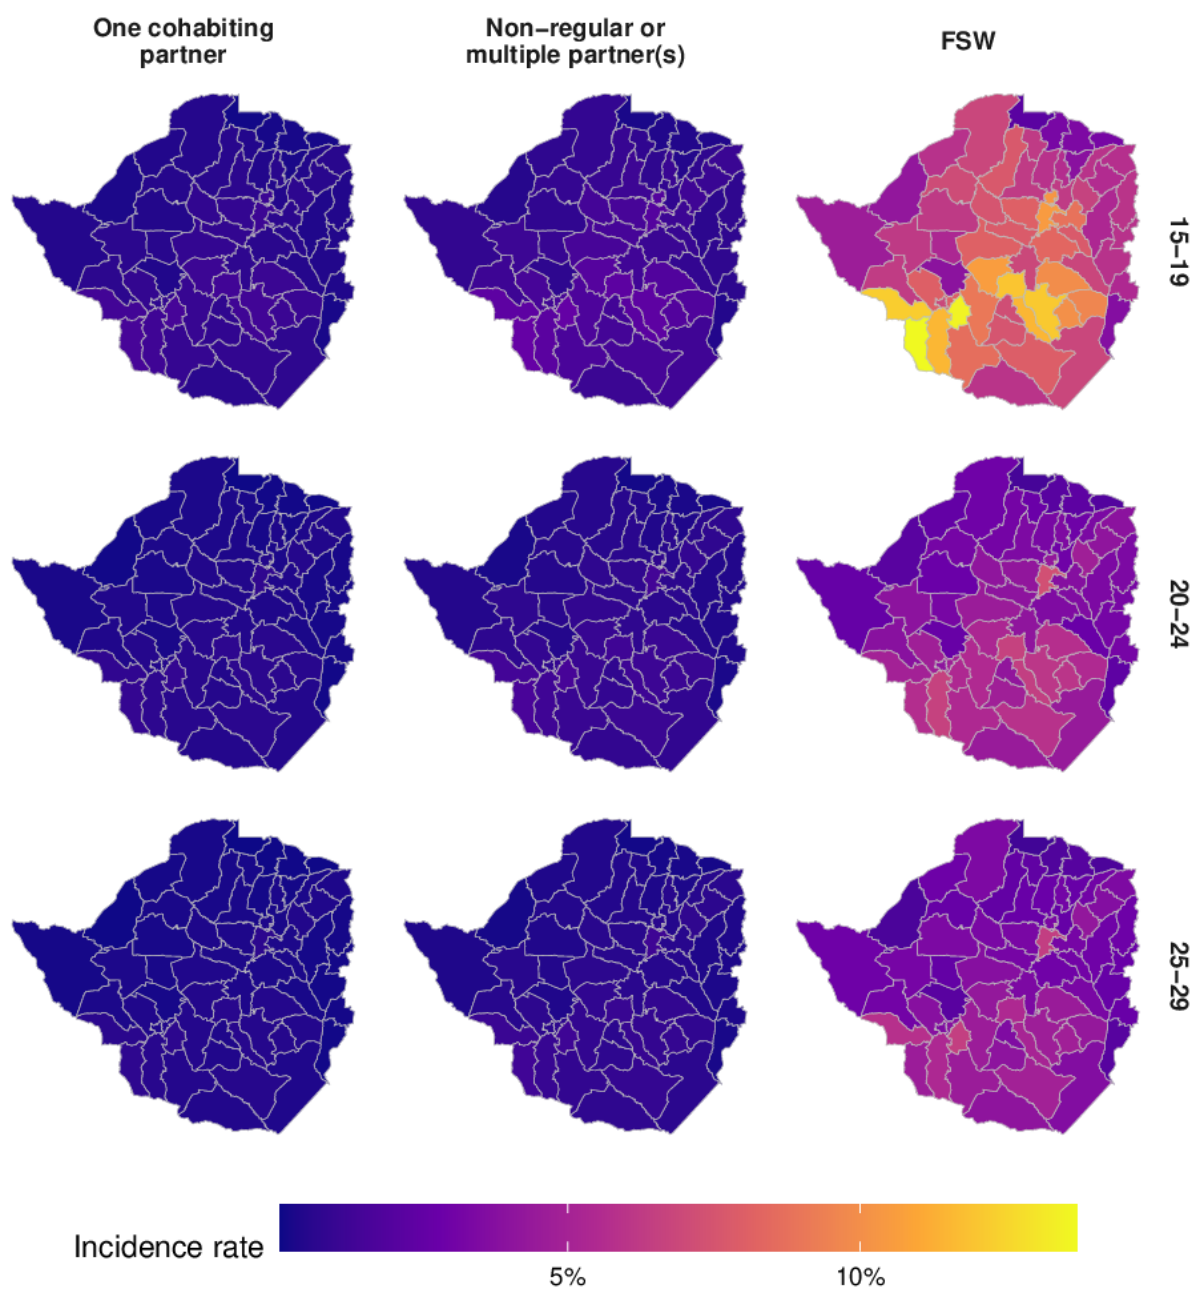 One cohabiting
partner
Non−regular or
multiple partner(s)
FSW
15−19
20−24
25−29
Incidence rate
5%
10%